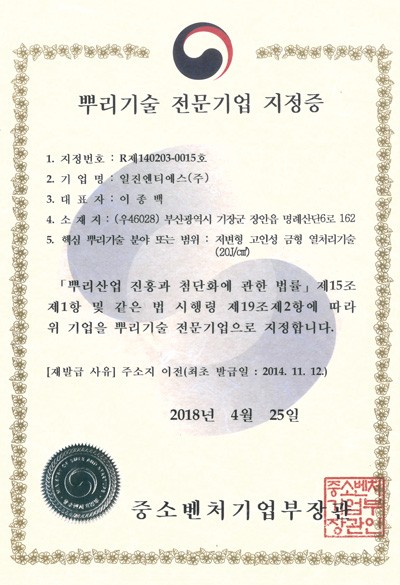 뿌리기술 전문기업 지정증
1. 지정번호 : R제140203-0015호
2. 기 업 명 : 일진엔티에스(주)
3. 대 표 자 : 이 종 백
4. 소 재 지 : (우46028) 부산광역시 기장군 장안읍 명례산단6로 162
5. 핵심 뿌리기술 분야 또는 범위 : 저변형 고인성 금형 열처리기술
(20J/㎠)
「뿌리산업 진흥과 첨단화에 관한 법률」제15조
제1항 및 같은 법 시행령 제19조제2항에 따라
위 기업을 뿌리기술 전문기업으로 지정합니다.
[재발급 사유] 주소지 이전(최초 발급일 : 2014. 11. 12.)
2018년 4월 25일
중소벤처기업부장관
중소벤처
기업부
장관인